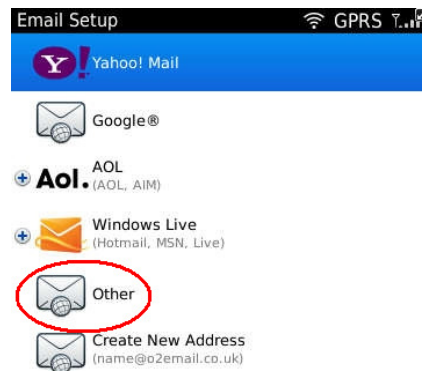 Email Setup GPRS
Y! Yahoo! Mail
Google®
Aol. AOL
(AOL, AIM)
Windows Live
(Hotmail, MSN, Live)
Other
Create New Address
(name@o2email.co.uk)